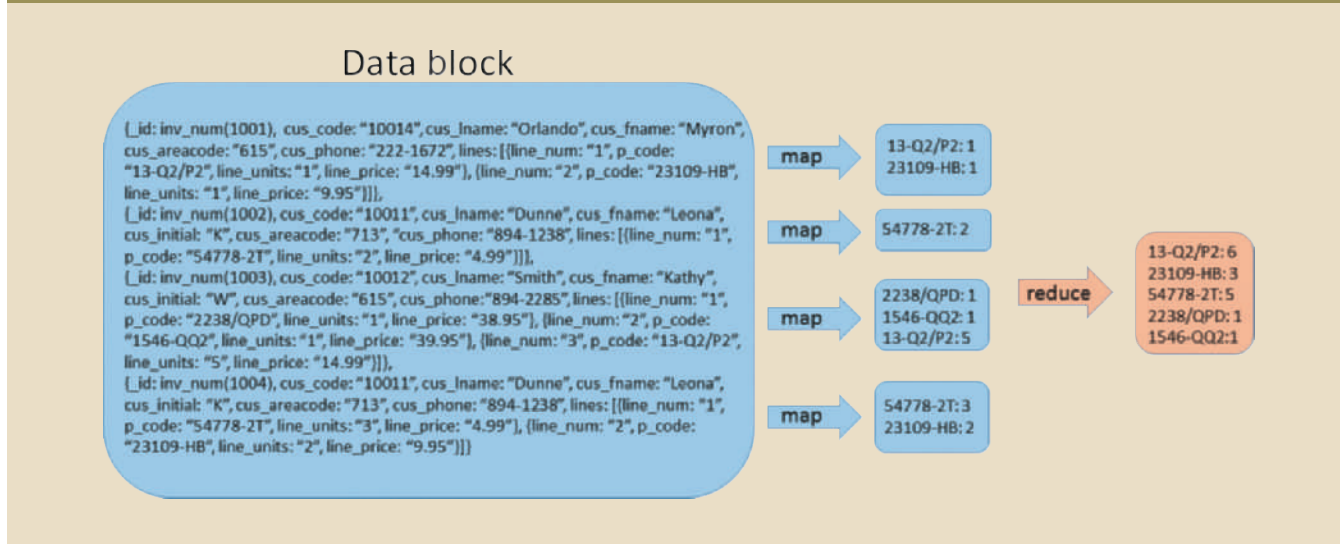 Data block
{_id: inv_num(1001), cus_code: "10014", cus_lname: "Orlando", cus_fname: "Myron",
cus_areacode: "615", cus_phone: "222-1672", lines: [{line_num: "1", p_code:
"13-Q2/P2", line_units: "1", line_price: "14.99"}, {line_num: "2", p_code: "23109-HB",
line_units: "1", line_price: "9.95"}]},
{_id: inv_num(1002), cus_code: "10011", cus_lname: "Dunne", cus_fname: "Leona",
cus_initial: "K", cus_areacode: "713", "cus_phone: "894-1238", lines: [{line_num: "1",
p_code: "54778-2T", line_units: "2", line_price: "4.99"}]},
{_id: inv_num(1003), cus_code: "10012", cus_lname: "Smith", cus_fname: "Kathy",
cus_initial: "W", cus_areacode: "615", cus_phone:"894-2285", lines: [{line_num: "1",
p_code: "2238/QPD", line_units: "1", line_price: "38.95"}, {line_num: "2", p_code:
"1546-QQ2", line_units: "1", line_price: "39.95"}, {line_num: "3", p_code: "13-Q2/P2",
line_units: "5", line_price: "14.99"}]},
{_id: inv_num(1004), cus_code: "10011", cus_lname: "Dunne", cus_fname: "Leona",
cus_initial: "K", cus_areacode: "713", cus_phone: "894-1238", lines: [{line_num: "1",
p_code: "54778-2T", line_units: "3", line_price: "4.99"}, {line_num: "2", p_code:
"23109-HB", line_units: "2", line_price: "9.95"}]}
map
13-Q2/P2: 1
23109-HB: 1
map
54778-2T: 2
map
2238/QPD: 1
1546-QQ2: 1
13-Q2/P2: 5
map
54778-2T: 3
23109-HB: 2
reduce
13-Q2/P2: 6
23109-HB: 3
54778-2T: 5
2238/QPD: 1
1546-QQ2:1